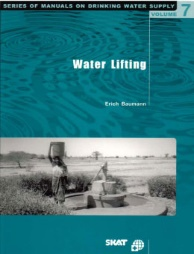 SERIES OF MANUALS ON DRINKING WATER SUPPLY
VOLUME 7
Water Lifting
Erich Baumann
SKAT